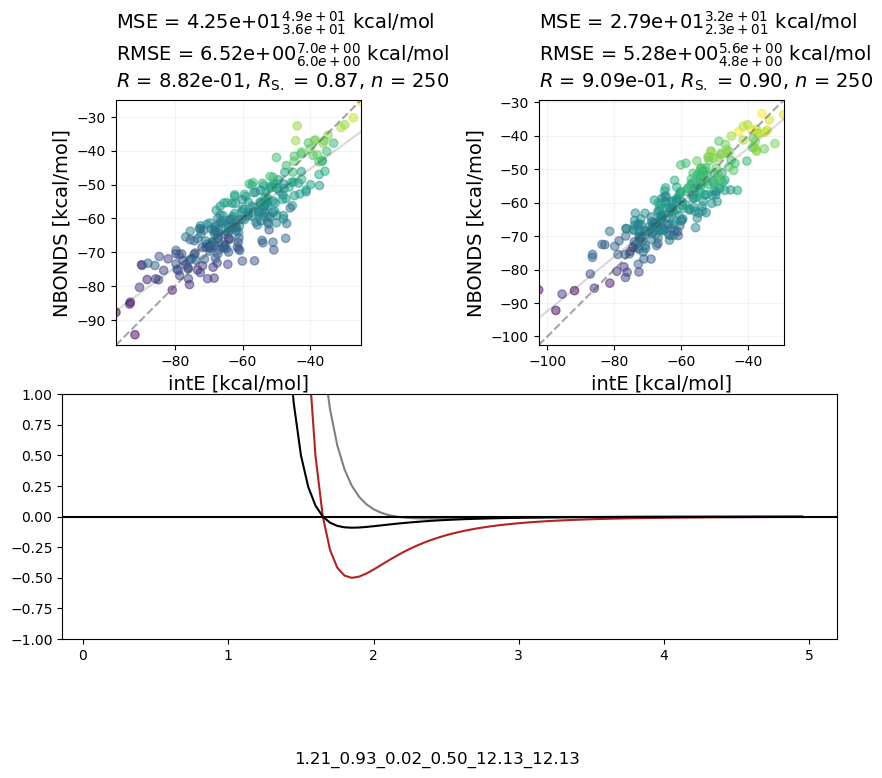 MSE = 4.25e+01 4.9e+01 3.6e+01 kcal/mol
RMSE = 6.52e+00 7.0e+00 6.0e+00 kcal/mol
R = 8.82e-01, R S. = 0.87, n = 250
MSE = 2.79e+01 3.2e+01 2.3e+01 kcal/mol
RMSE = 5.28e+00 5.6e+00 4.8e+00 kcal/mol
R = 9.09e-01, R S. = 0.90, n = 250
NBONDS [kcal/mol]
−30
−40
−50
−60
−70
−80
−90
−80 −60 −40
intE [kcal/mol]
NBONDS [kcal/mol]
−30
−40
−50
−60
−70
−80
−90
−100
−100 −80 −60 −40
intE [kcal/mol]
1.00
0.75
0.50
0.25
0.00
−0.25
−0.50
−0.75
−1.00
0 1 2 3 4 5
1.21_0.93_0.02_0.50_12.13_12.13